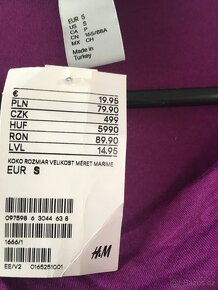 EUR S
US S
CA P
CN 165/88A
MX CH
Made in
Turkey
€ 19.95
PLN 79.90
CZK 499
HUF 5990
RON 89.90
LVL 14.95
KOKO ROZMIAR VELIKOST MÉRET MARIME
EUR S
097598 6 3044 63 8
1666/1
H&M
EE/V2 0165251001